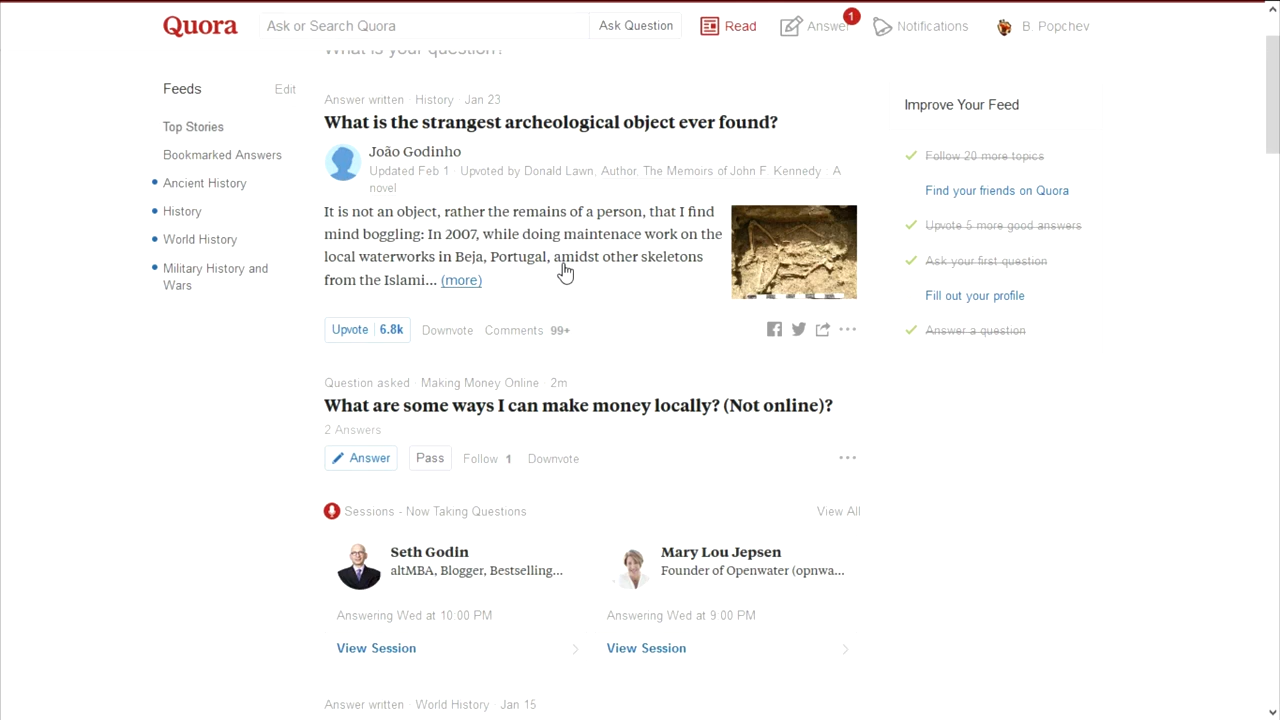 Quora
Ask or Search Quora
Ask Question
Read
Answer
1
Notifications
B. Popchev
What is your question?
Feeds
Edit
Top Stories
Bookmarked Answers
Ancient History
History
World History
Military History and
Wars
Answer written · History · Jan 23
What is the strangest archeological object ever found?
João Godinho
Updated Feb 1 · Upvoted by Donald Lawn, Author, The Memoirs of John F. Kennedy : A
novel
It is not an object, rather the remains of a person, that I find
mind boggling: In 2007, while doing maintenace work on the
local waterworks in Beja, Portugal, amidst other skeletons
from the Islami... (more)
Upvote | 6.8k
Downvote
Comments 99+
Question asked · Making Money Online · 2m
What are some ways I can make money locally? (Not online)?
2 Answers
Answer
Pass
Follow 1
Downvote
Sessions - Now Taking Questions
View All
Seth Godin
altMBA, Blogger, Bestselling...
Answering Wed at 10:00 PM
View Session
Mary Lou Jepsen
Founder of Openwater (opnwa...
Answering Wed at 9:00 PM
View Session
Answer written · World History · Jan 15
Improve Your Feed
Follow 20 more topics
Find your friends on Quora
Upvote 5 more good answers
Ask your first question
Fill out your profile
Answer a question